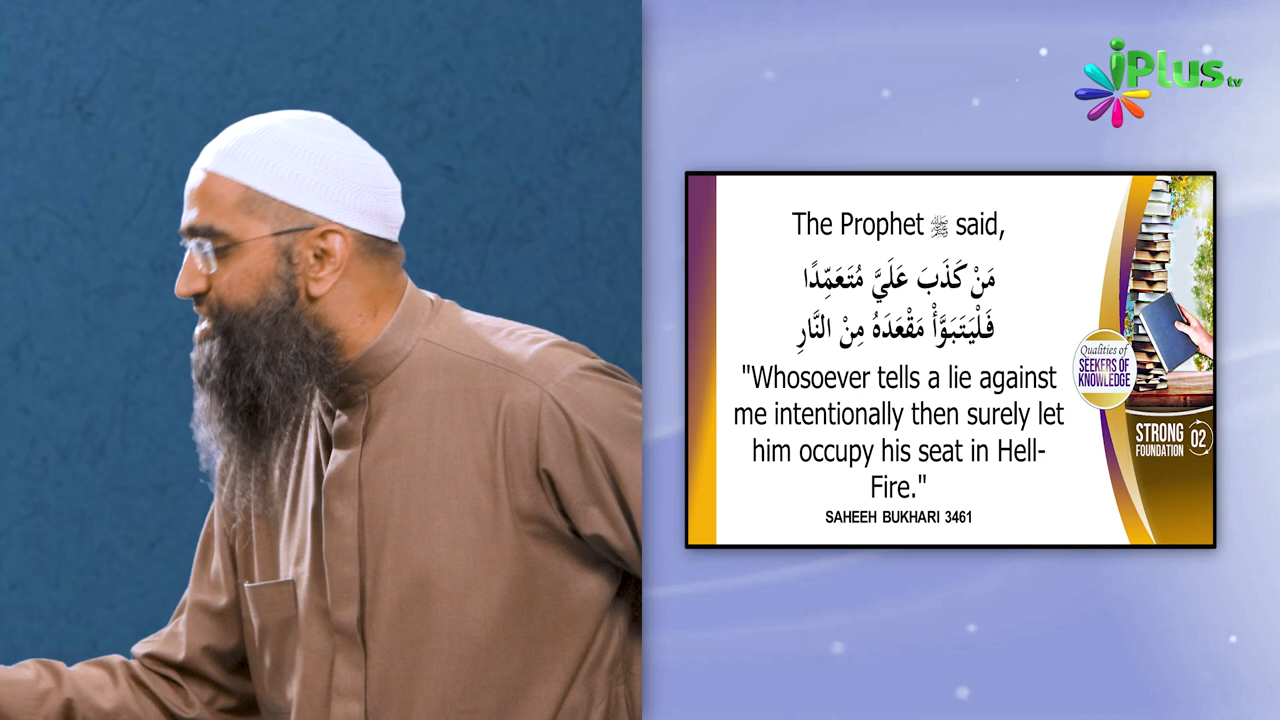 iPlus tv
The Prophet ﷺ said,
مَنْ كَذَبَ عَلَيَّ مُتَعَمِّدًا
فَلْيَتَبَوَّأْ مَقْعَدَهُ مِنْ النَّارِ
"Whosoever tells a lie against
me intentionally then surely let
him occupy his seat in Hell-
Fire."
SAHEEH BUKHARI 3461
Qualities of
SEEKERS OF
KNOWLEDGE
STRONG
FOUNDATION 02